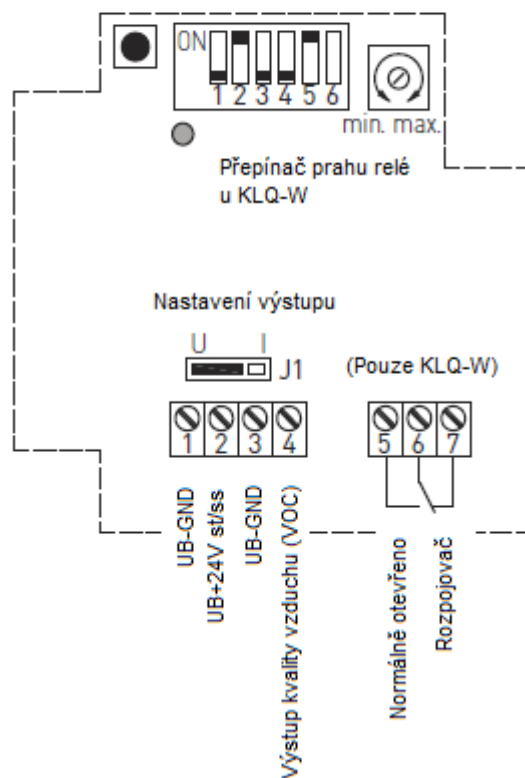 ON
1 2 3 4 5 6
min. max.
Přepínač prahu relé
u KLQ-W
Nastavení výstupu
U I
J1
(Pouze KLQ-W)
1 2 3 4
5 6 7
UB-GND
UB+24V st/ss
UB-GND
Výstup kvality vzduchu (VOC)
Normálně otevřeno
Rozpojovač